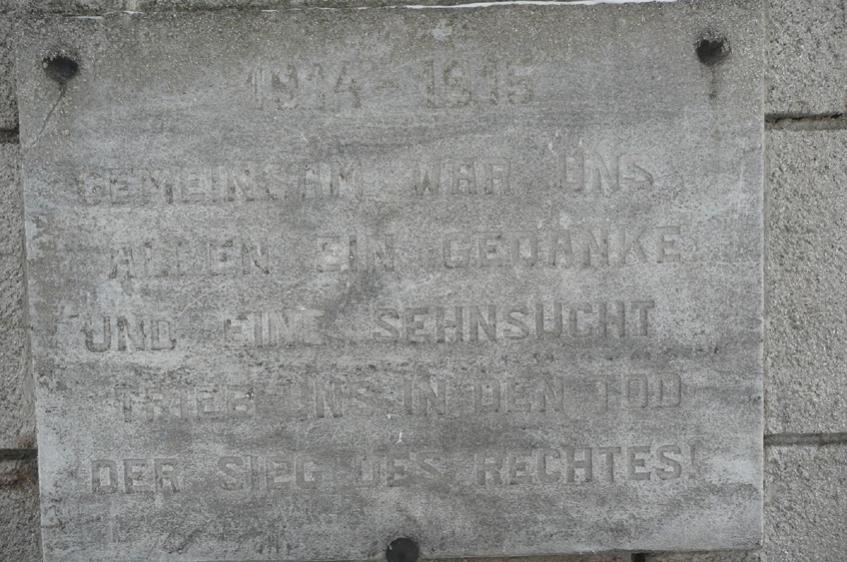 1914 - 1915
GEMEINSAM WAR UNS
ALLEN EIN GEDANKE
UND EINE SEHNSUCHT
TRIEB UNS IN DEN TOD
DER SIEG DES RECHTES!